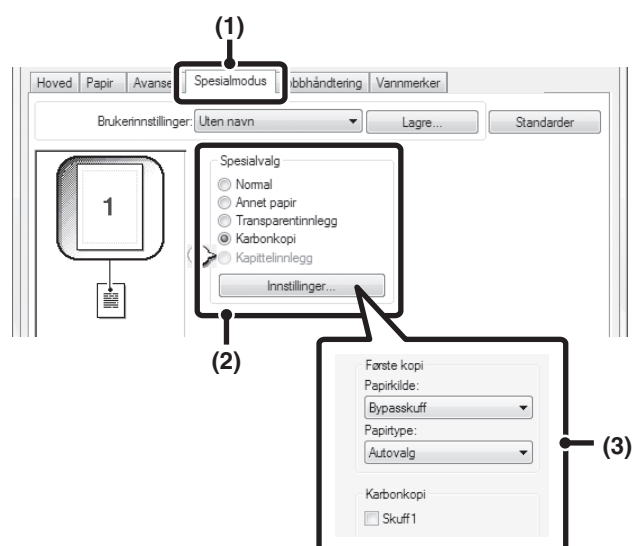 (1)
Hoved Papir Avanse Spesialmodus obbhåndtering Vannmerker
Brukerinnstillinger: Uten navn Lagre... Standarder
1
Spesialvalg
Normal
Annet papir
Transparentinnlegg
Karbonkopi
Kapittelinnlegg
Innstillinger...
(2)
Første kopi
Papirkilde:
Bypasskuff
Papirtype:
Autovalg
(3)
Karbonkopi
Skuff1